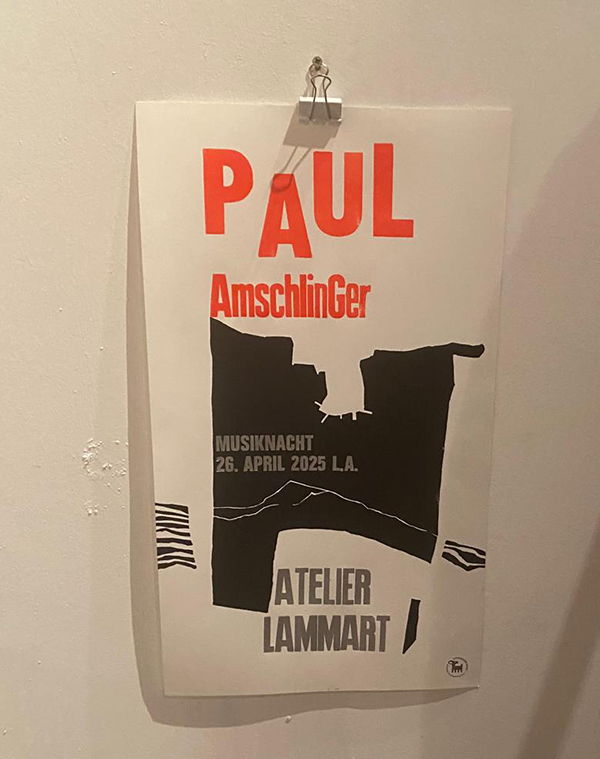 PAUL
AmschlinGer
MUSIKNACHT
26. APRIL 2025 L.A.
ATELIER
LAMMART